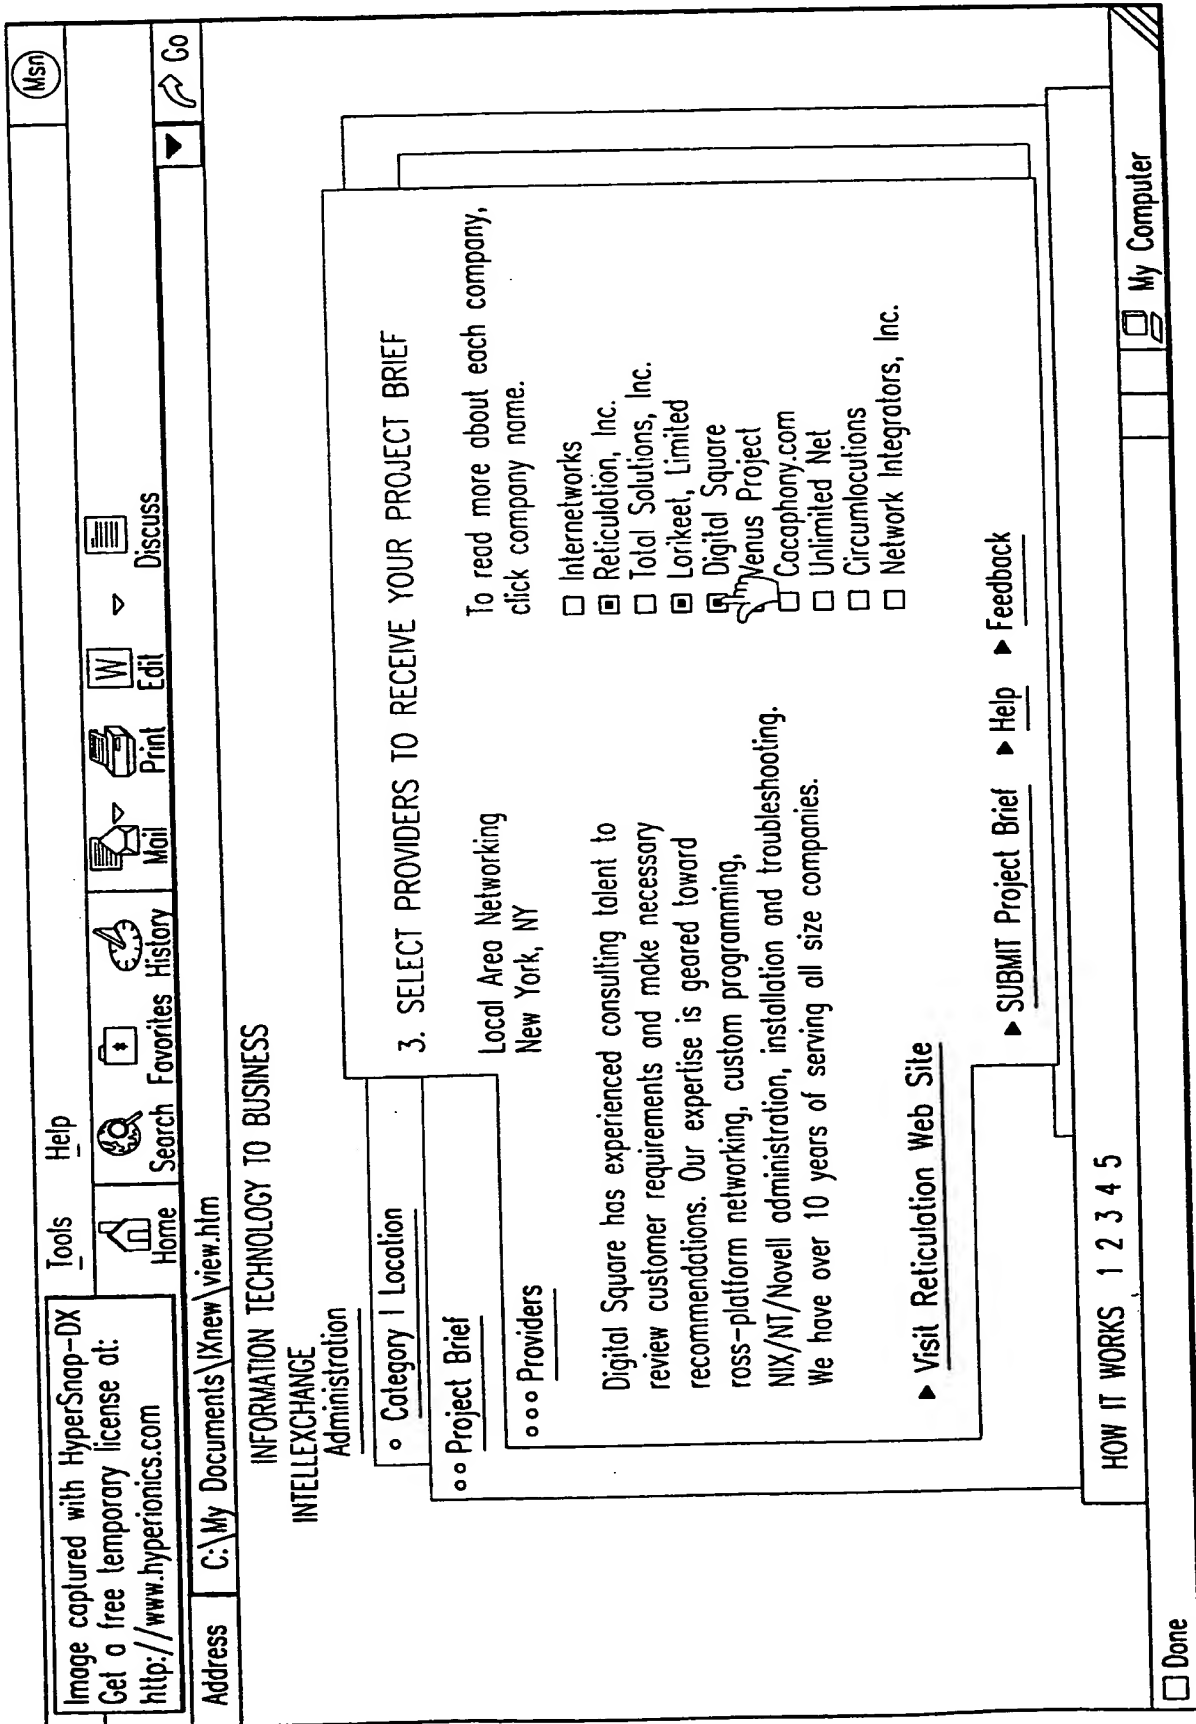 Image captured with HyperSnap-DX
Get a free temporary license at:
http://www.hyperionics.com
Tools Help
Msn
Home Search Favorites History Mail Print Edit Discuss
W
Address C:\My Documents\IXnew\view.htm
Go
INFORMATION TECHNOLOGY TO BUSINESS
INTELLEXCHANGE
Administration
Category | Location
Project Brief
Providers
3. SELECT PROVIDERS TO RECEIVE YOUR PROJECT BRIEF
Local Area Networking
New York, NY
Digital Square has experienced consulting talent to
review customer requirements and make necessary
recommendations. Our expertise is geared toward
ross-platform networking, custom programming,
NIX/NT/Novell administration, installation and troubleshooting.
We have over 10 years of serving all size companies.
▶ Visit Reticulation Web Site
To read more about each company,
click company name.
Internetworks
Reticulation, Inc.
Total Solutions, Inc.
Lorikeet, Limited
Digital Square
Venus Project
Cacaphony.com
Unlimited Net
Circumlocutions
Network Integrators, Inc.
▶ SUBMIT Project Brief ▶ Help ▶ Feedback
HOW IT WORKS 1 2 3 4 5
Done
My Computer